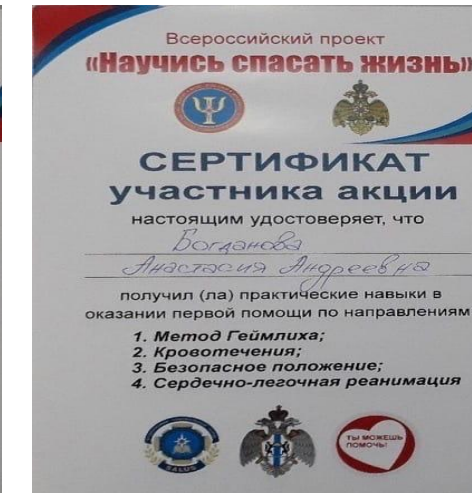 Всероссийский проект
«Научись спасать жизнь»
СЕРТИФИКАТ
участника акции
настоящим удостоверяет, что
Богданова
Анастасия Андреевна
получил (ла) практические навыки в
оказании первой помощи по направлениям
1. Метод Геймлиха;
2. Кровотечения;
3. Безопасное положение;
4. Сердечно-легочная реанимация
SALUS
ТЫ МОЖЕШЬ
ПОМОЧЬ!